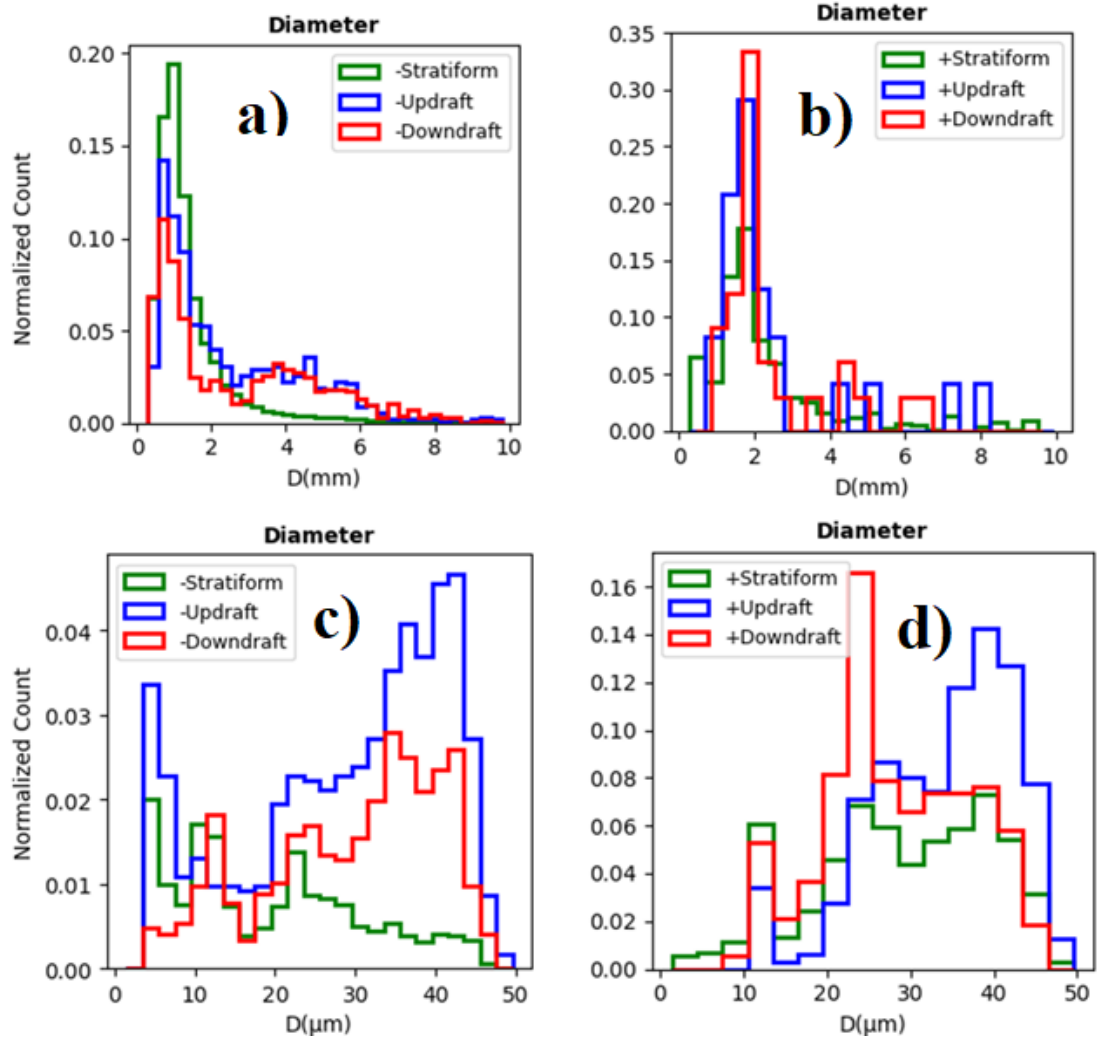 Diameter
0.20
0.15
0.10
0.05
0.00
Normalized Count
-Stratiform
-Updraft
-Downdraft
a)
0 2 4 6 8 10
D(mm)
Diameter
0.35
0.30
0.25
0.20
0.15
0.10
0.05
0.00
+Stratiform
+Updraft
+Downdraft
b)
0 2 4 6 8 10
D(mm)
Diameter
0.04
0.03
0.02
0.01
0.00
Normalized Count
-Stratiform
-Updraft
-Downdraft
c)
0 10 20 30 40 50
D(μm)
Diameter
0.16
0.14
0.12
0.10
0.08
0.06
0.04
0.02
0.00
+Stratiform
+Updraft
+Downdraft
d)
0 10 20 30 40 50
D(μm)